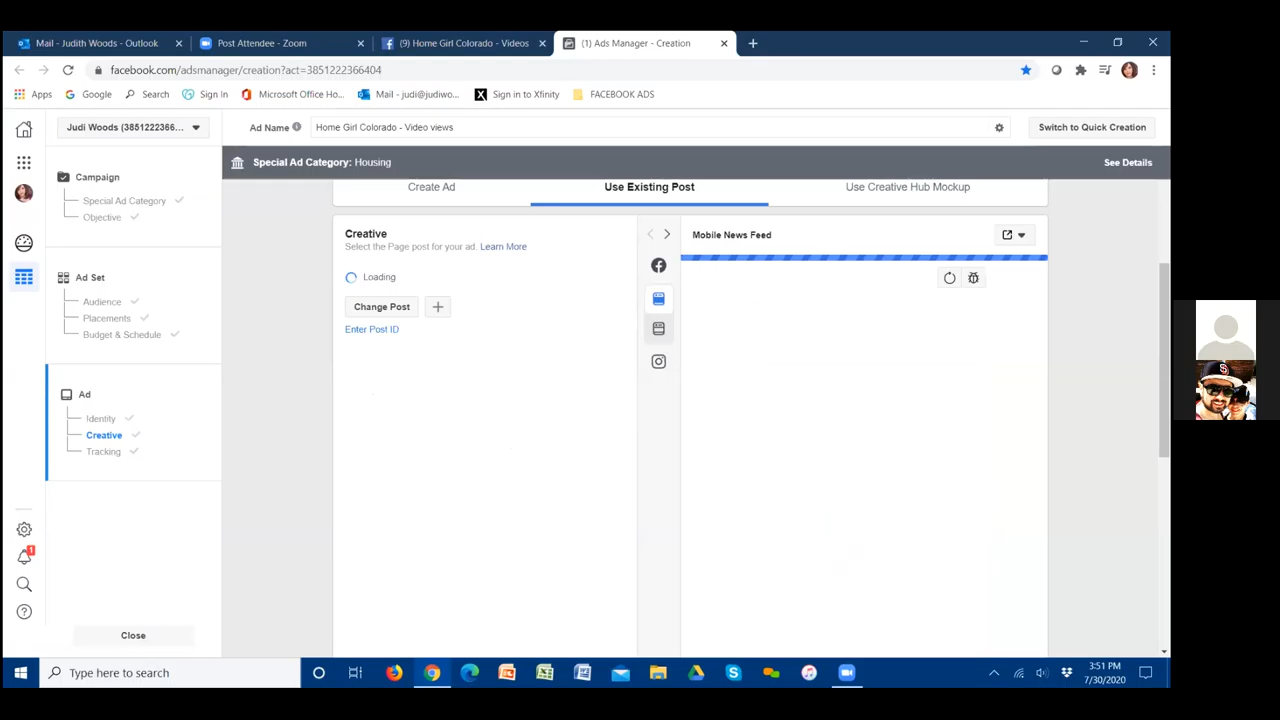 Mail - Judith Woods - Outlook
Post Attendee - Zoom
(9) Home Girl Colorado - Videos
(1) Ads Manager - Creation
facebook.com/adsmanager/creation?act=3851222366404
Apps
Google
Search
Sign In
Microsoft Office Ho...
Mail - judi@judiwo...
Sign in to Xfinity
FACEBOOK ADS
Judi Woods (3851222366...
Ad Name
Home Girl Colorado - Video views
Switch to Quick Creation
Special Ad Category: Housing
See Details
Campaign
Special Ad Category
Objective
Ad Set
Audience
Placements
Budget & Schedule
Ad
Identity
Creative
Tracking
Close
Create Ad
Use Existing Post
Use Creative Hub Mockup
Creative
Select the Page post for your ad. Learn More
Loading
Change Post
Enter Post ID
Mobile News Feed
1
Type here to search
3:51 PM
7/30/2020